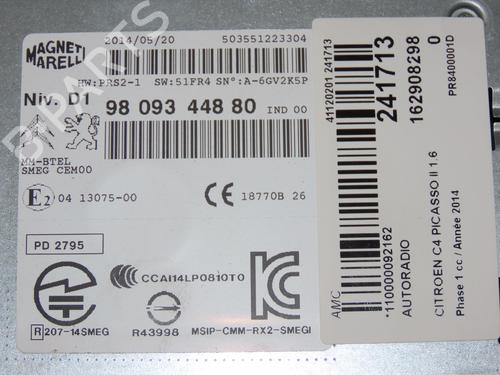 MAGNETI
MARELLI
2014/05/20
503551223304
HW:PRS2-1 SW:51FR4 SN°:A-6GV2K5P
Niv. D1
98 093 448 80 IND 00
MM-BTEL
SMEG CEM00
E2 04 13075-00
CE 18770B 26
PD 2795
CCAI14LP0810T0
R 207-14SMEG
R43998
MSIP-CMM-RX2-SMEGI
BPARTS
41120201 241713
241713
162908298
0
PR8400001D
AMC
*110000092162
AUTORADIO
CITROEN C4 PICASSO II 1.6
Phase 1 cc / Année 2014